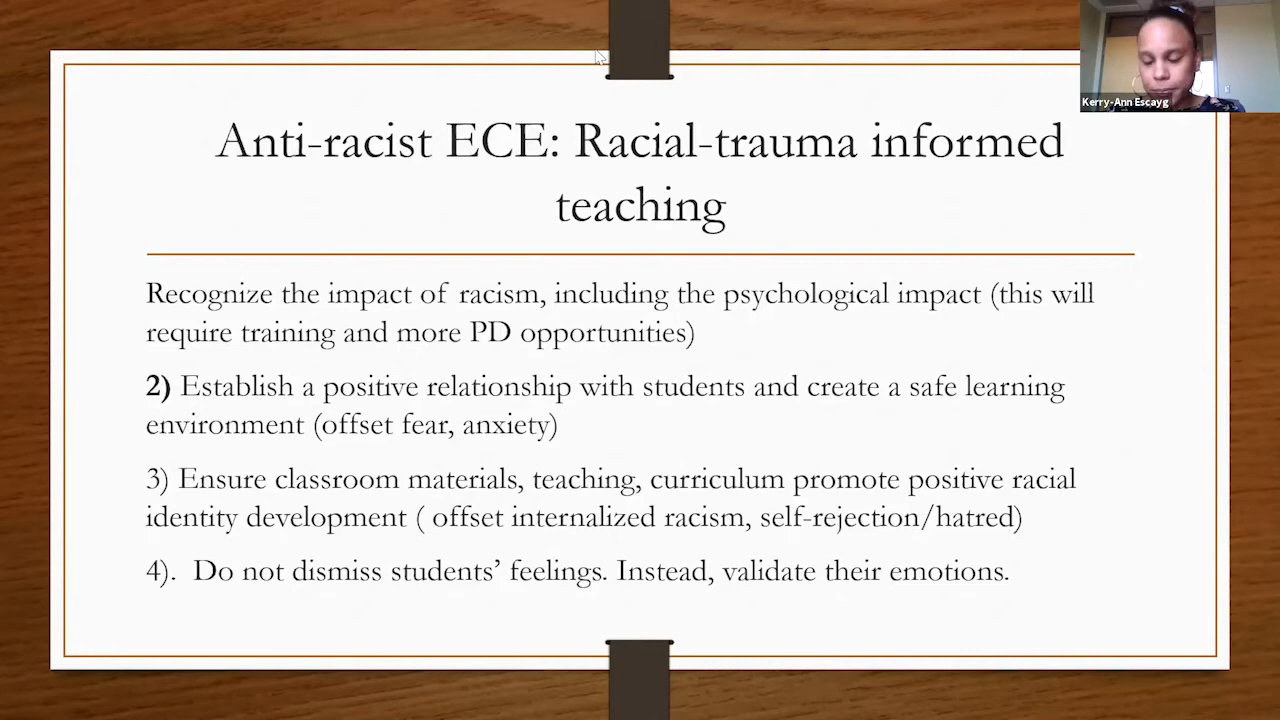 Kerry-Ann Escayg
Anti-racist ECE: Racial-trauma informed
teaching
Recognize the impact of racism, including the psychological impact (this will
require training and more PD opportunities)
2) Establish a positive relationship with students and create a safe learning
environment (offset fear, anxiety)
3) Ensure classroom materials, teaching, curriculum promote positive racial
identity development ( offset internalized racism, self-rejection/hatred)
4).  Do not dismiss students’ feelings. Instead, validate their emotions.